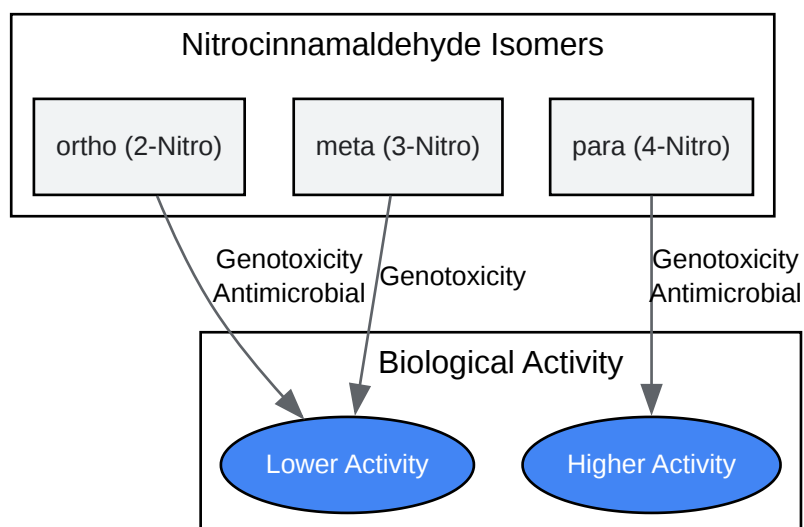 Nitrocinnamaldehyde Isomers
ortho (2-Nitro)
meta (3-Nitro)
para (4-Nitro)
Genotoxicity
Antimicrobial
Genotoxicity
Genotoxicity
Antimicrobial
Biological Activity
Lower Activity
Higher Activity